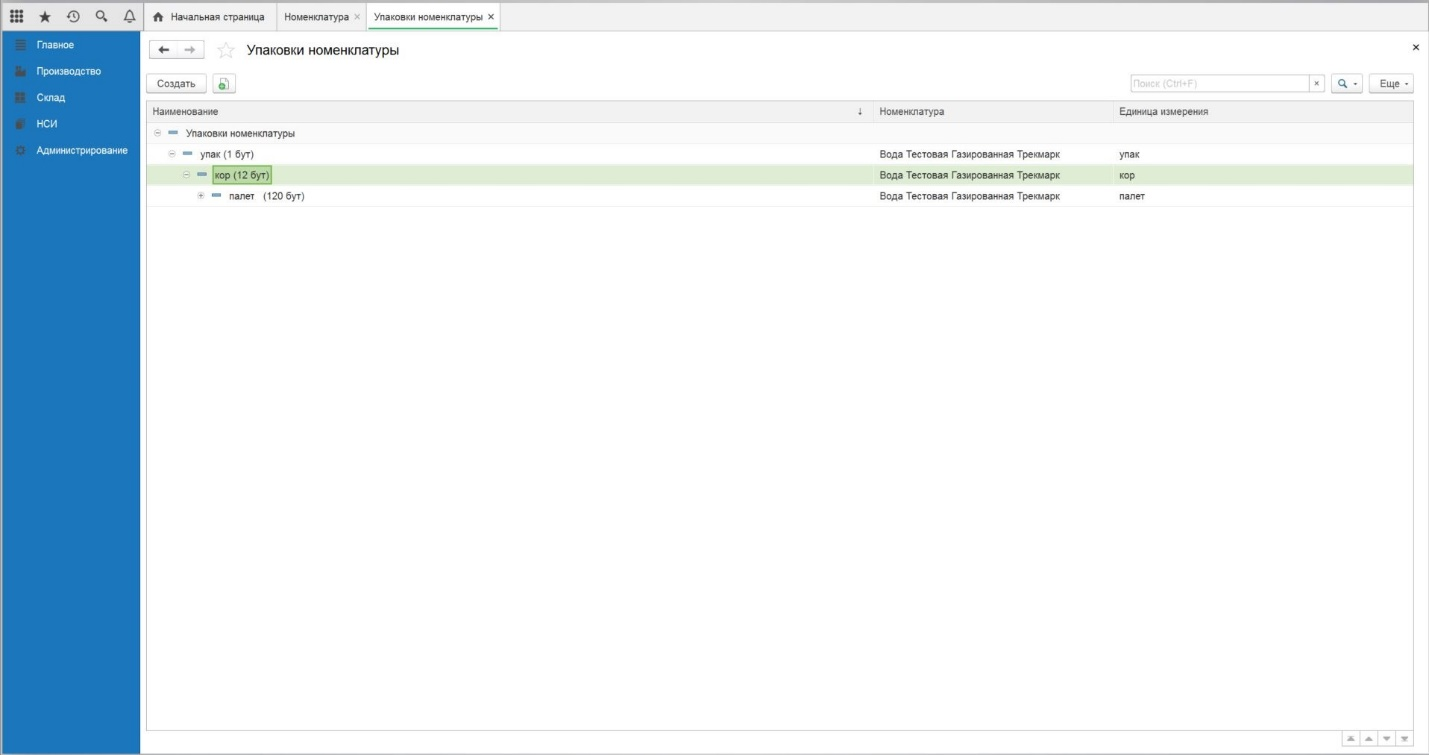 Начальная страница Номенклатура × Упаковки номенклатуры ×
Главное
Производство
Склад
НСИ
Администрирование
Упаковки номенклатуры
Создать Поиск (Ctrl+F) × Еще
Наименование ↓ Номенклатура Единица измерения
Упаковки номенклатуры
упак (1 бут) Вода Тестовая Газированная Трекмарк упак
кор (12 бут) Вода Тестовая Газированная Трекмарк кор
палет (120 бут) Вода Тестовая Газированная Трекмарк палет